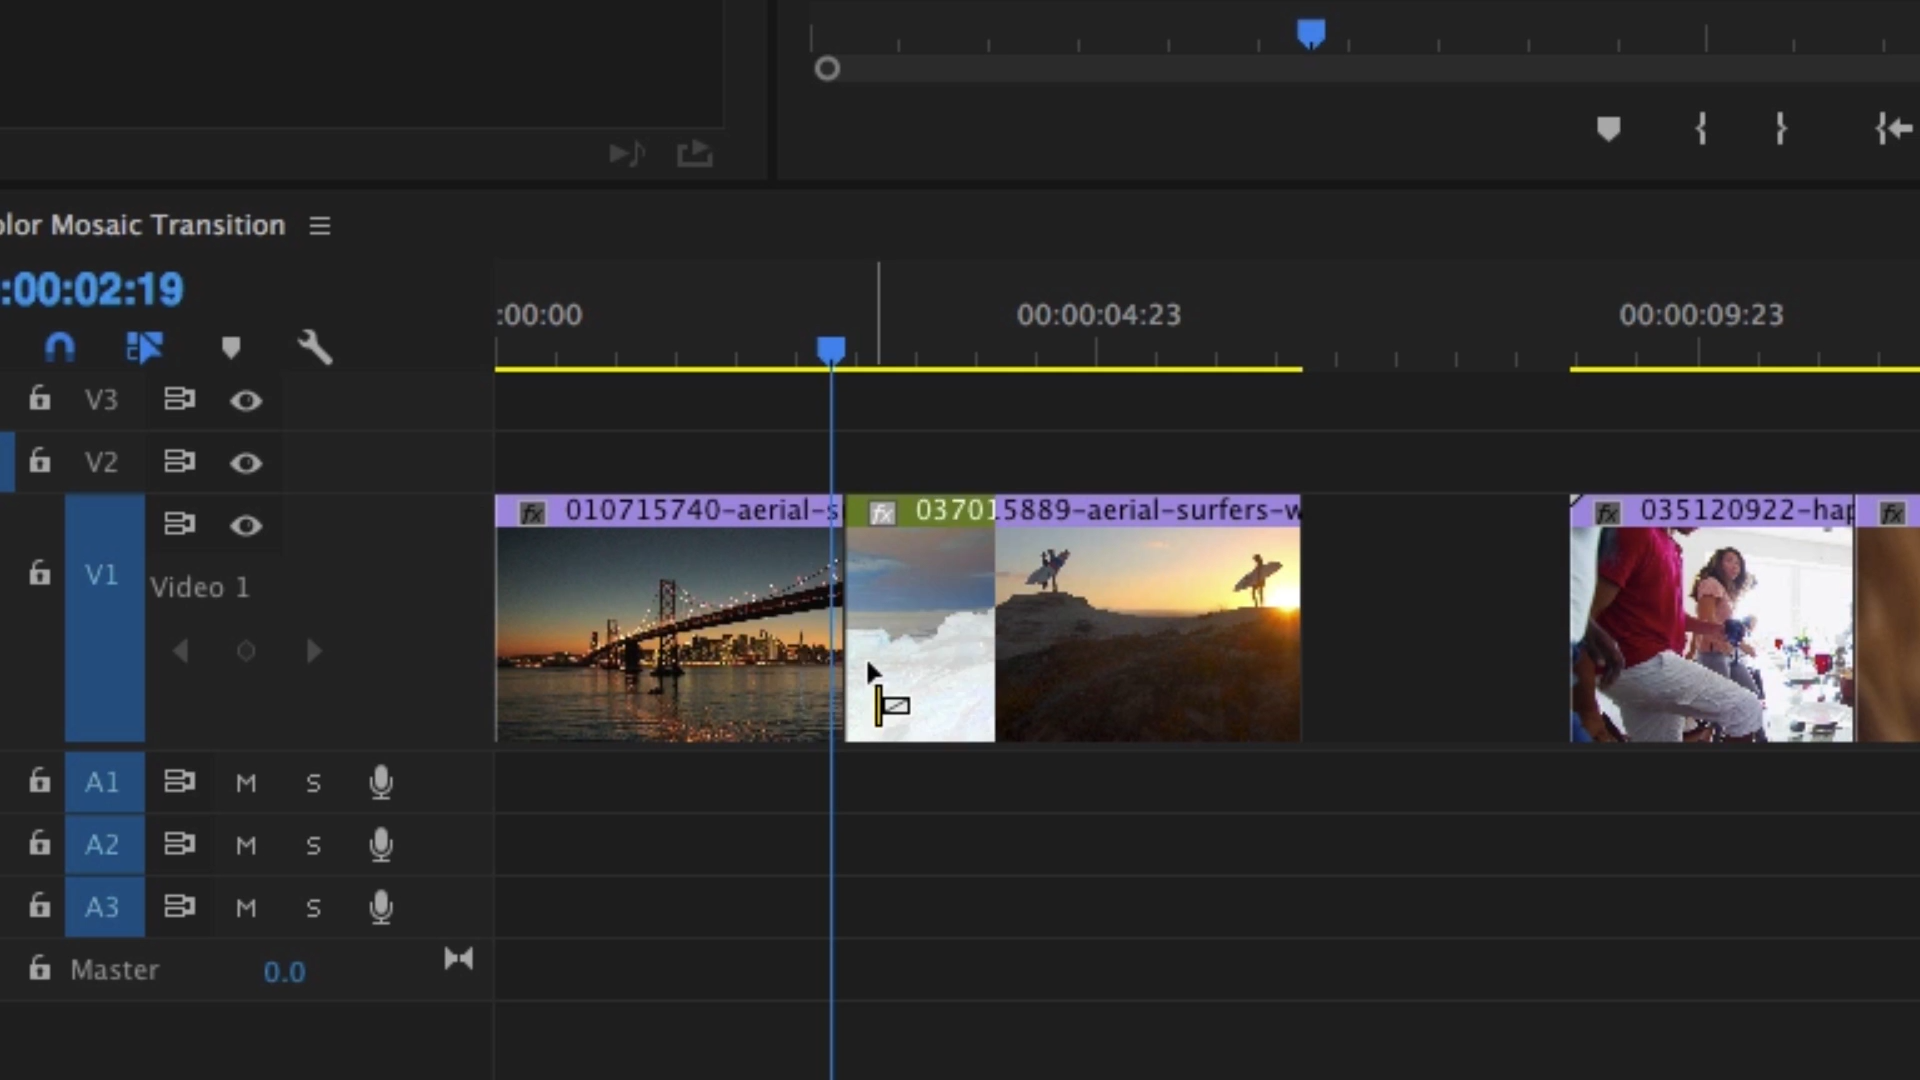 olor Mosaic Transition
:00:02:19
:00:00 00:00:04:23 00:00:09:23
V3
V2
fx 010715740-aerial-s fx 037015889-aerial-surfers-w fx 035120922-hap fx
V1
Video 1
A1 M S
A2 M S
A3 M S
Master 0.0